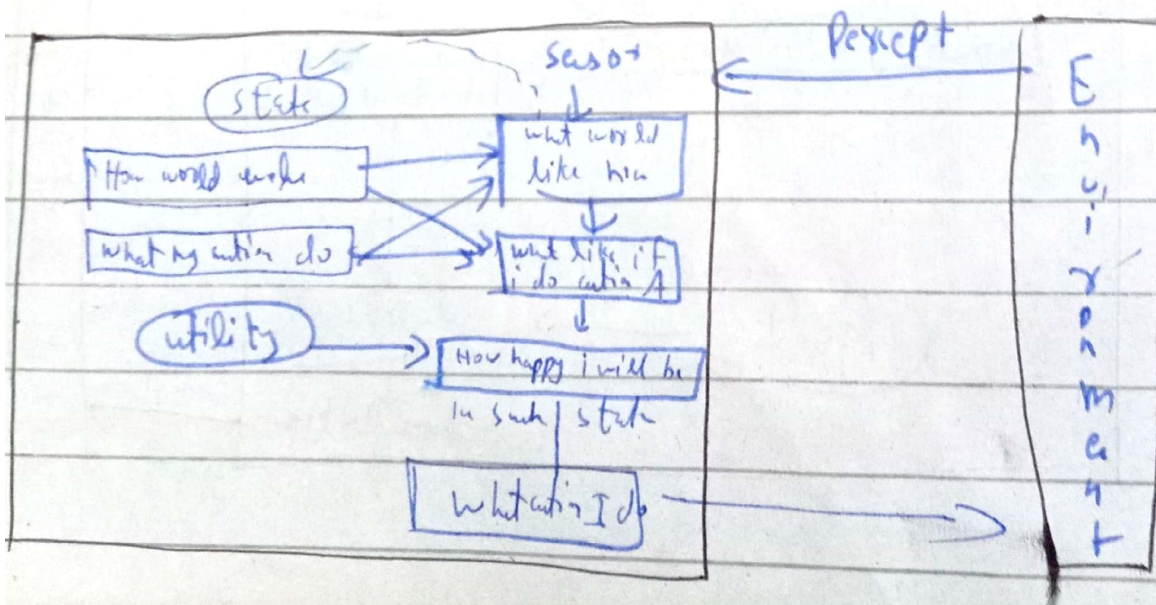 Percept
Environment
sensor
state
what world
like now
How world evolve
what my action do
what like if
i do action A
utility
How happy i will be
in such state
What action I do